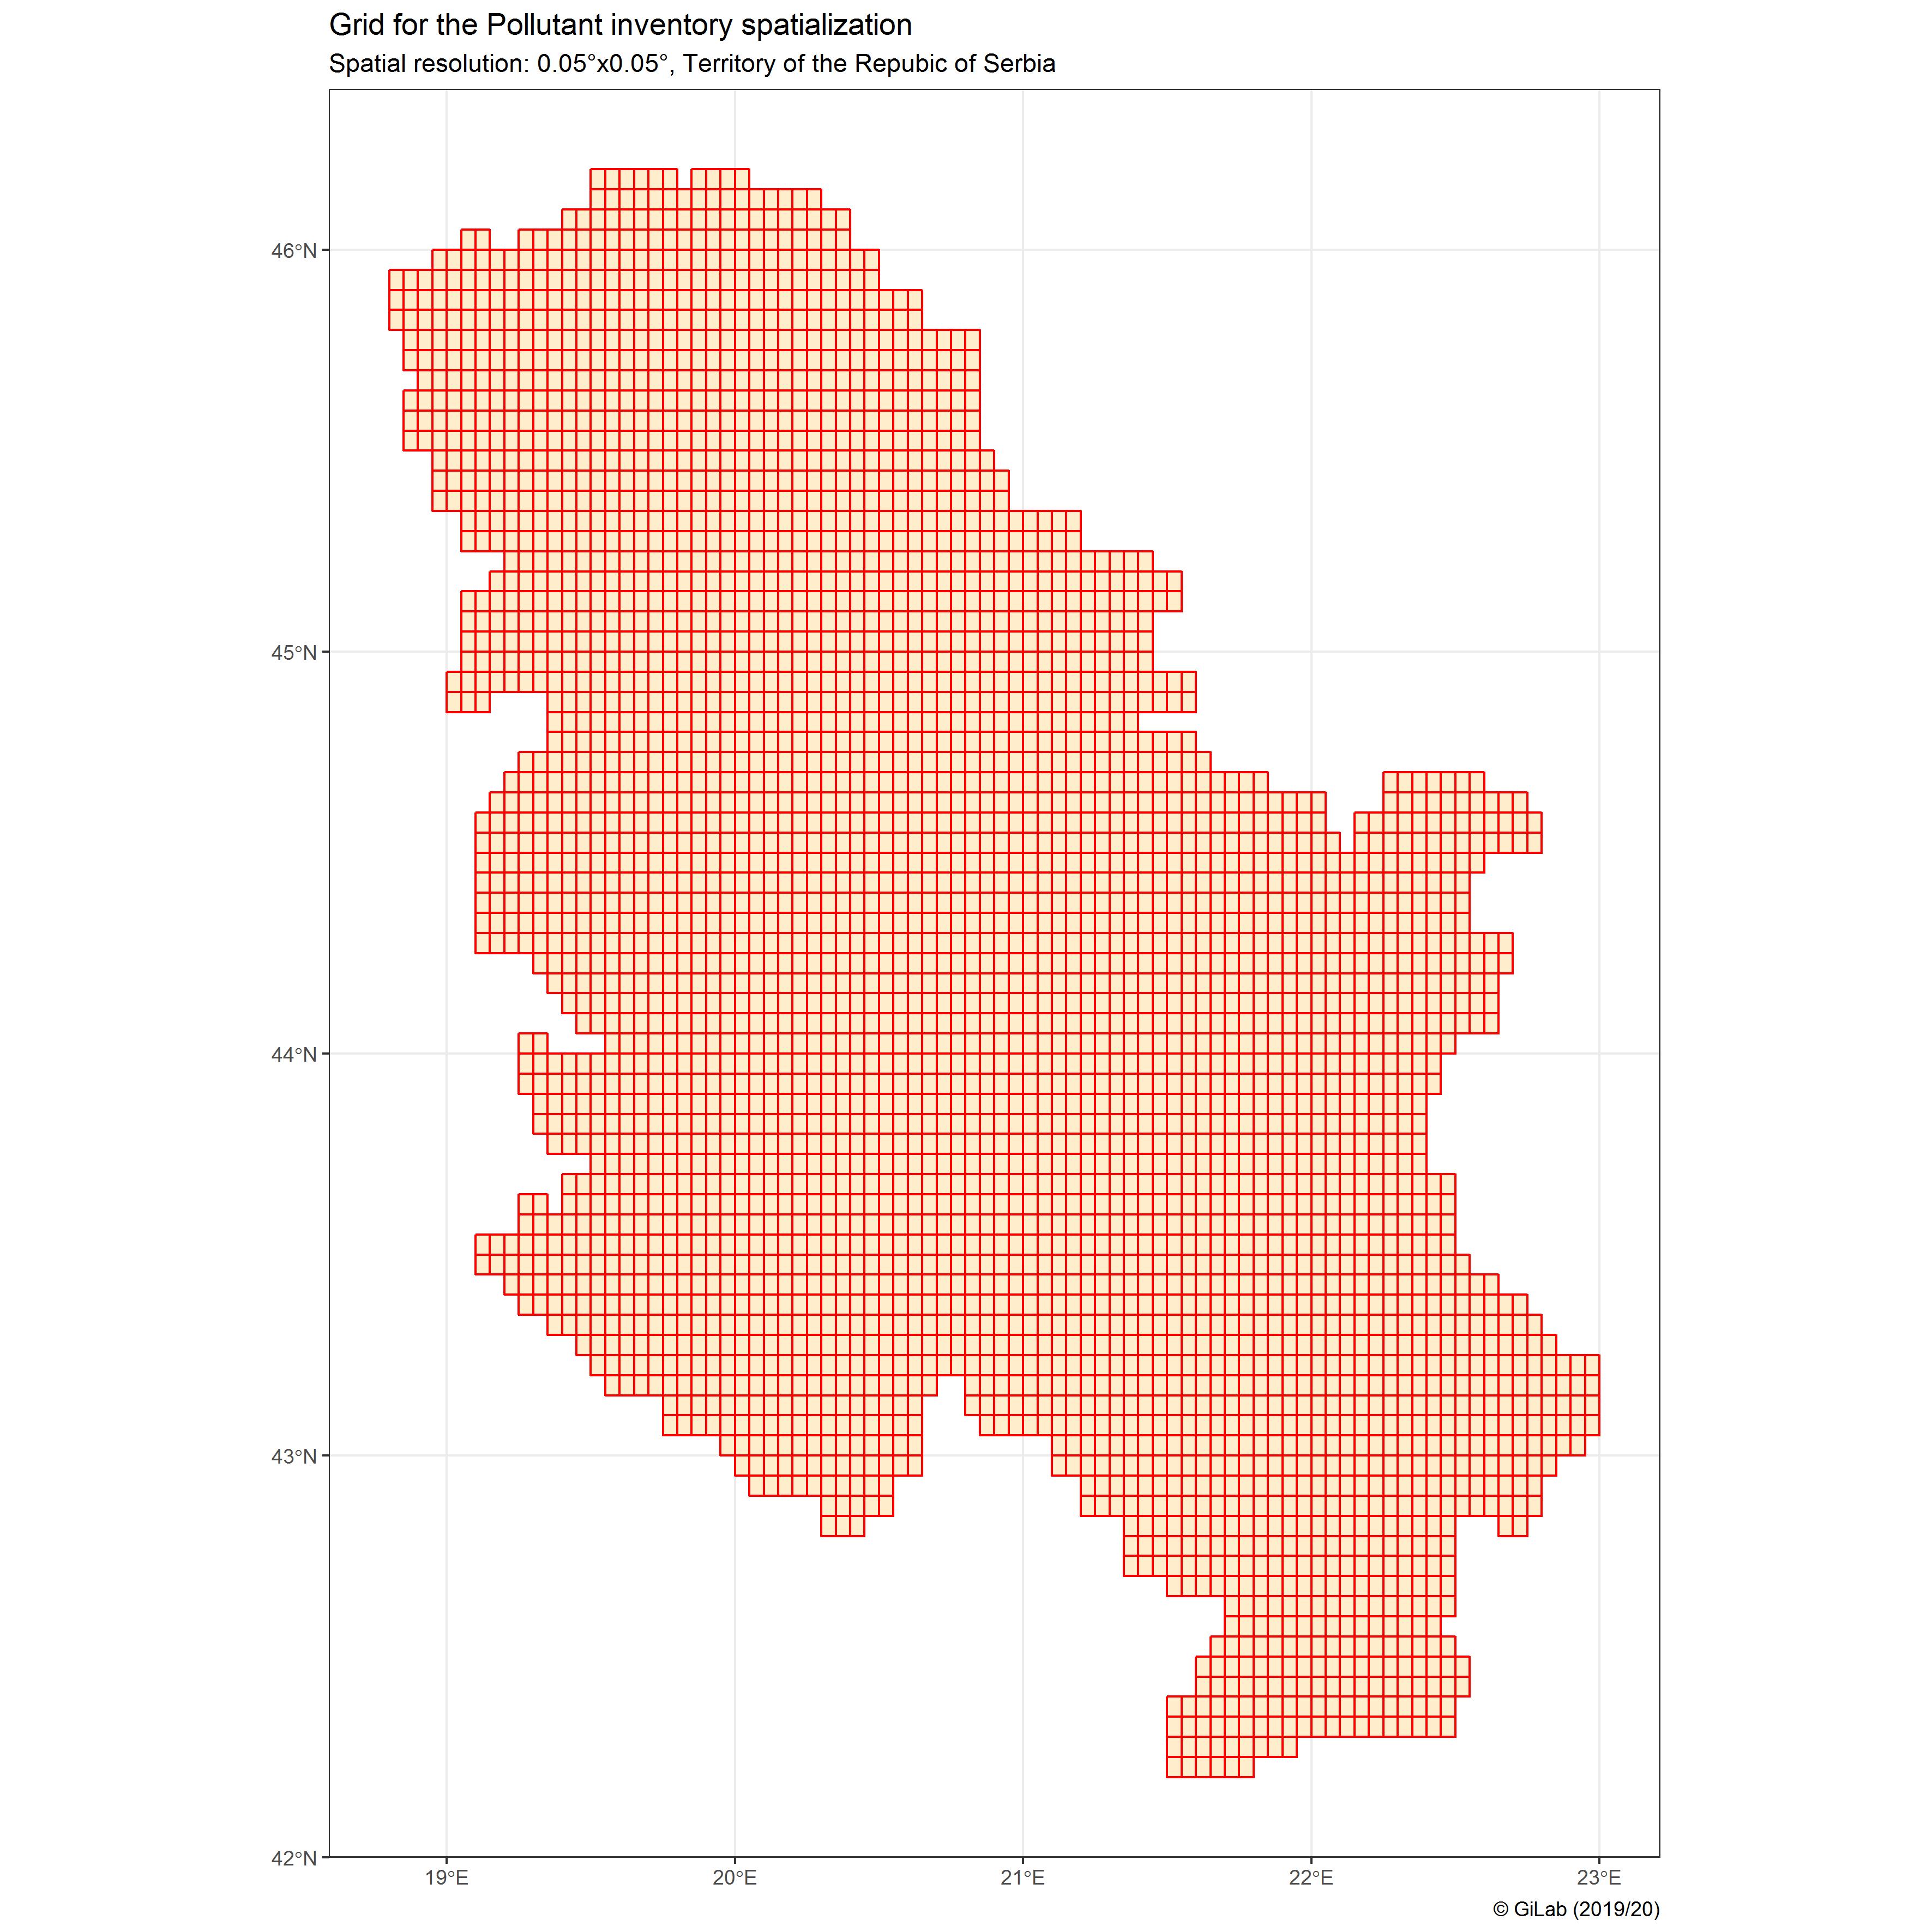 Grid for the Pollutant inventory spatialization
Spatial resolution: 0.05°x0.05°, Territory of the Repubic of Serbia
46°N
45°N
44°N
43°N
42°N
19°E
20°E
21°E
22°E
23°E
© GiLab (2019/20)